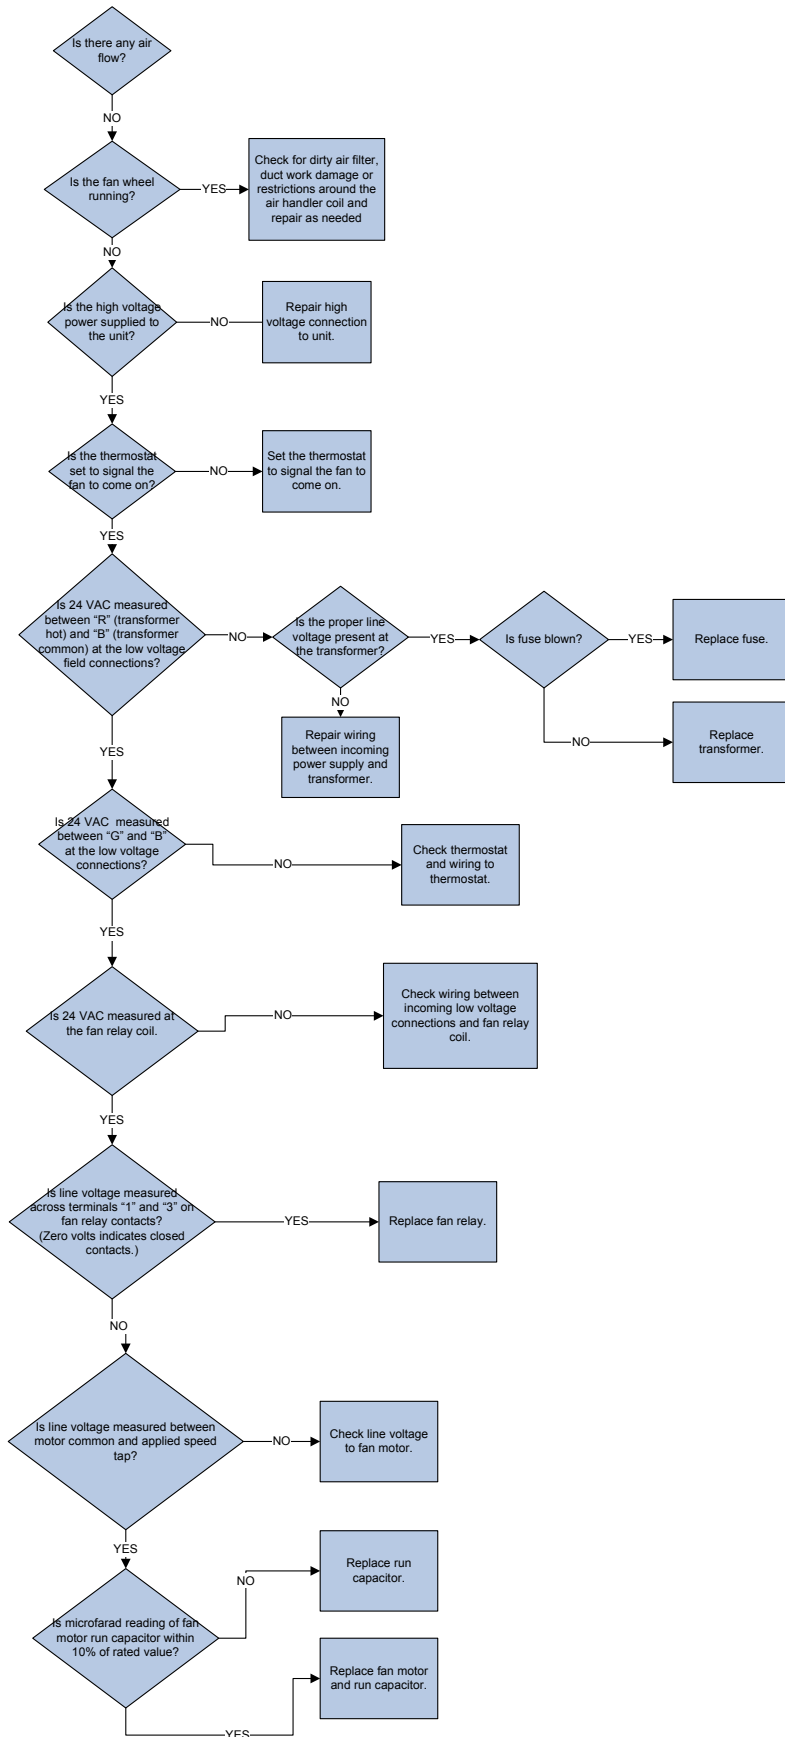 Is there any air
flow?
NO
Is the fan wheel
running?
YES
Check for dirty air filter,
duct work damage or
restrictions around the
air handler coil and
repair as needed
NO
Is the high voltage
power supplied to
the unit?
NO
Repair high
voltage connection
to unit.
YES
Is the thermostat
set to signal the
fan to come on?
NO
Set the thermostat
to signal the fan to
come on.
YES
Is 24 VAC measured
between “R” (transformer
hot) and “B” (transformer
common) at the low voltage
field connections?
NO
Is the proper line
voltage present at
the transformer?
YES
Is fuse blown?
YES
Replace fuse.
NO
Repair wiring
between incoming
power supply and
transformer.
NO
Replace
transformer.
YES
Is 24 VAC measured
between “G” and “B”
at the low voltage
connections?
NO
Check thermostat
and wiring to
thermostat.
YES
Is 24 VAC measured at
the fan relay coil.
NO
Check wiring between
incoming low voltage
connections and fan relay
coil.
YES
Is line voltage measured
across terminals “1” and “3” on
fan relay contacts?
(Zero volts indicates closed
contacts.)
YES
Replace fan relay.
NO
Is line voltage measured between
motor common and applied speed
tap?
NO
Check line voltage
to fan motor.
YES
Is microfarad reading of fan
motor run capacitor within
10% of rated value?
NO
Replace run
capacitor.
YES
Replace fan motor
and run capacitor.